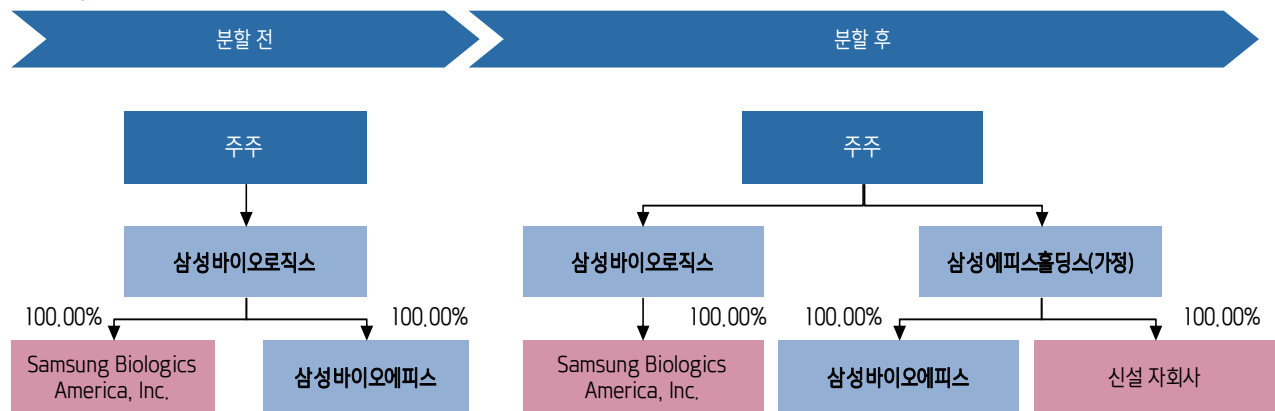 분할 전
분할 후
주주
주주
삼성바이오로직스
삼성바이오로직스
삼성에피스홀딩스(가정)
100.00%
100.00%
100.00%
100.00%
100.00%
Samsung Biologics
America, Inc.
삼성바이오에피스
Samsung Biologics
America, Inc.
삼성바이오에피스
신설 자회사